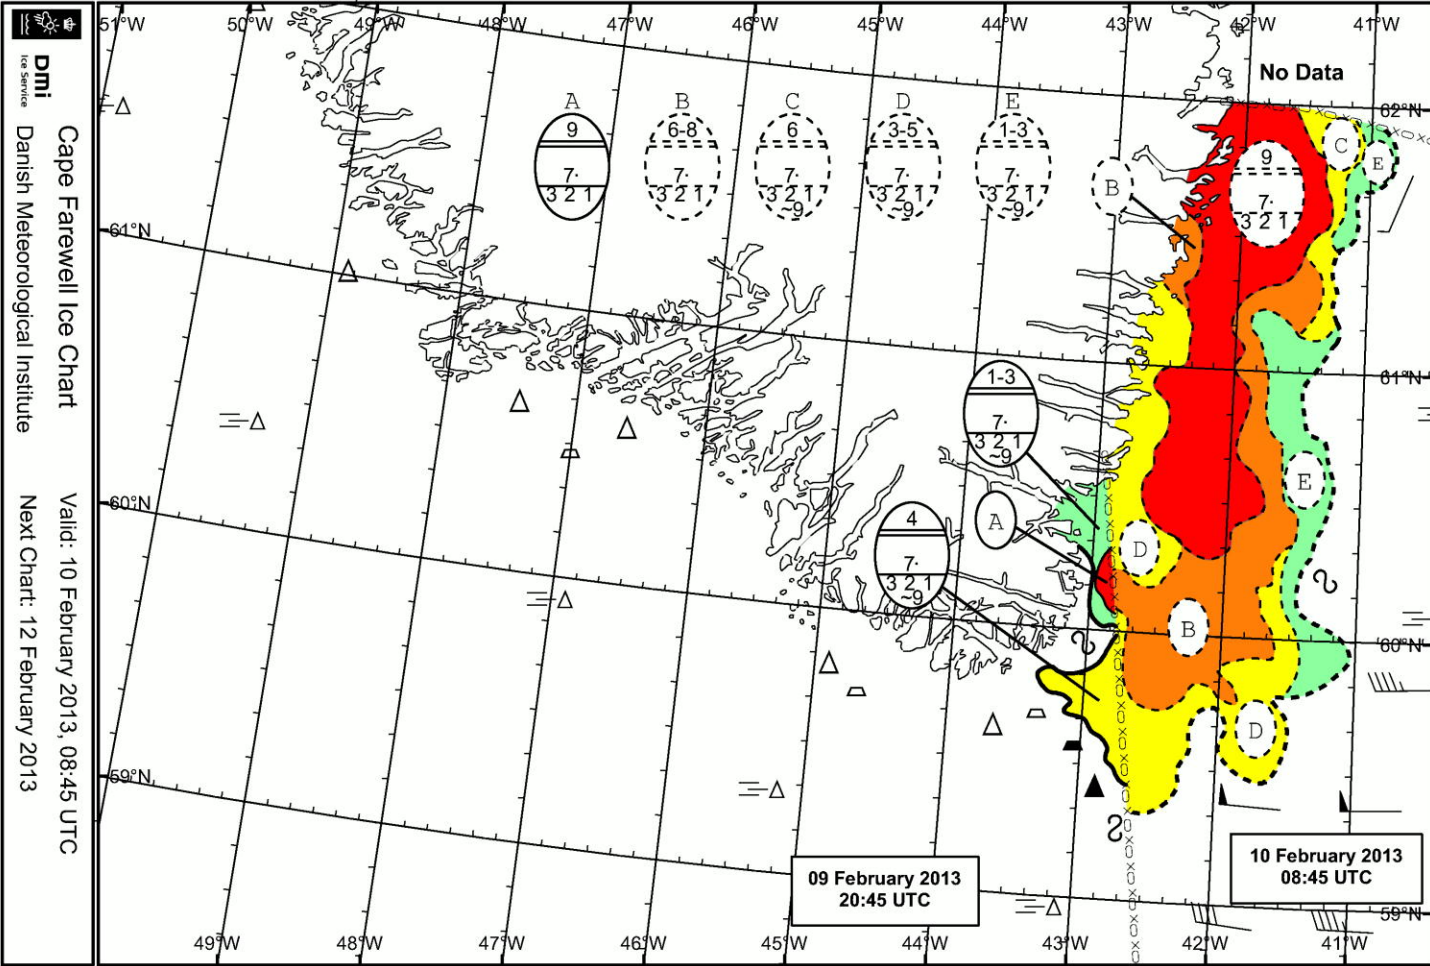 Dmi
Ice Service
Cape Farewell Ice Chart
Danish Meteorological Institute
Valid: 10 February 2013, 08:45 UTC
Next Chart: 12 February 2013
51°W
50°W
49°W
48°W
47°W
46°W
45°W
44°W
43°W
42°W
41°W
No Data
62°N
A
9
7·
3 2 1
B
6-8
7·
3 2 1
C
6
7·
3 2 1
~9
D
3-5
7·
3 2 1
~9
E
1-3
7·
3 2 1
~9
B
9
7·
3 2 1
C
E
61°N
61°N
1-3
7·
3 2 1
~9
A
4
7·
3 2 1
~9
D
E
B
D
60°N
60°N
59°N
59°N
09 February 2013
20:45 UTC
10 February 2013
08:45 UTC
49°W
48°W
47°W
46°W
45°W
44°W
43°W
42°W
41°W